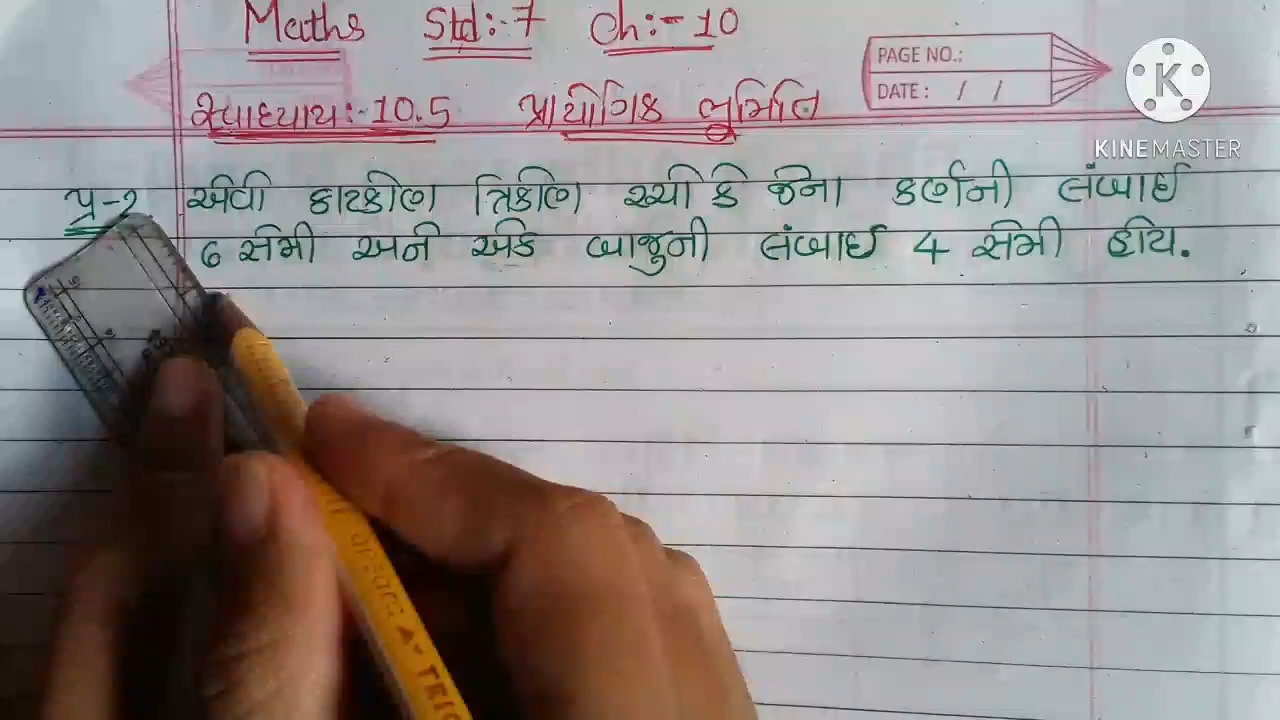 Maths Std:-7 Ch:-10
PAGE NO.:
DATE: / /
K
KINEMASTER
સ્વાધ્યાય:-10.5 પ્રાયોગિક ભૂમિતિ
પ્ર-2 એવી કાટકોણ ત્રિકોણ રચો કે જેના કર્ણની લંબાઈ
6 સેમી અને એક બાજુની લંબાઈ 4 સેમી હોય.